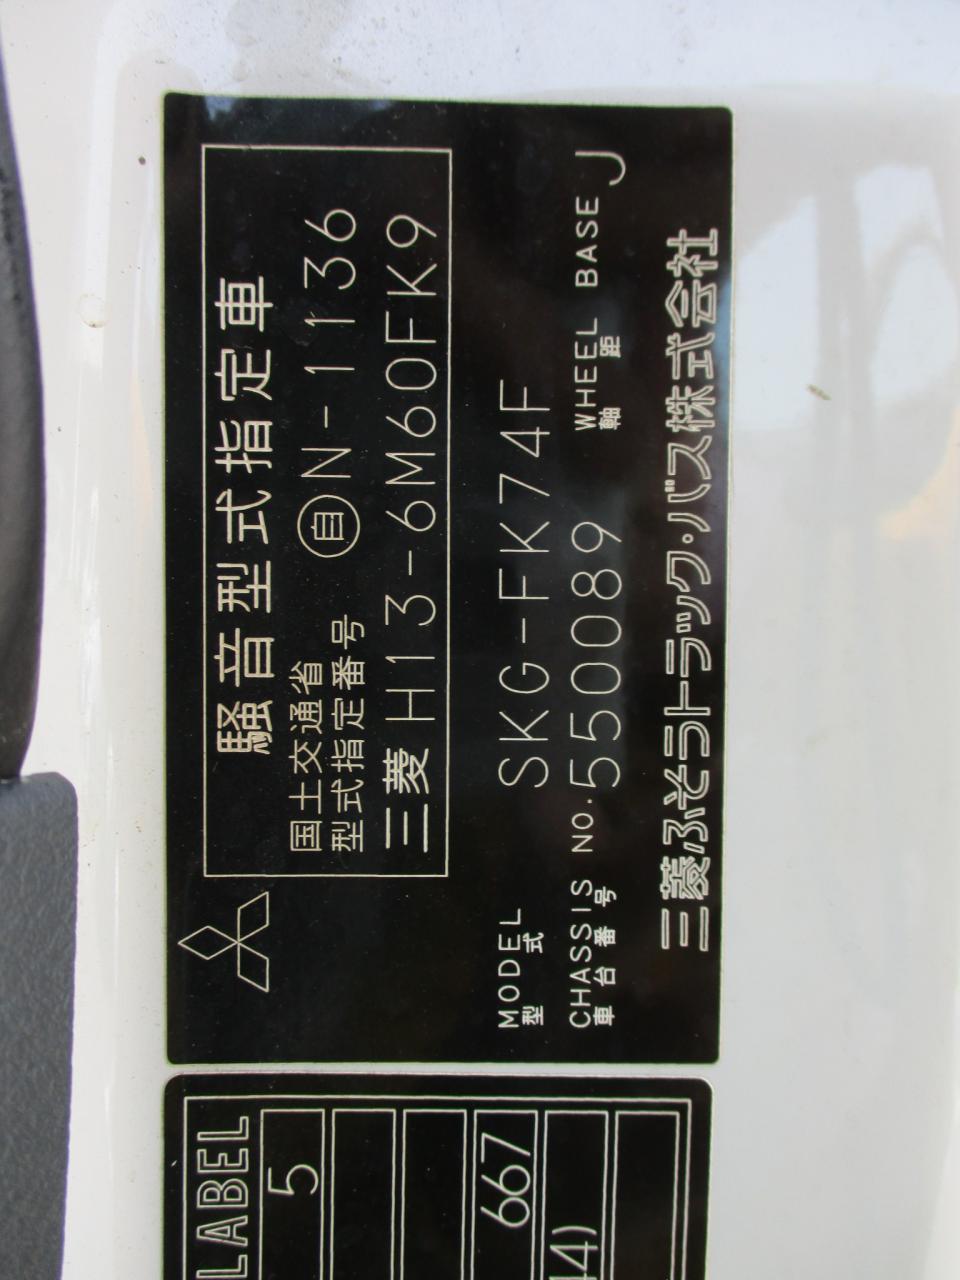 騒音型式指定車
国土交通省
型式指定番号 自 N-1136
三菱 H13-6M60FK9
MODEL SKG-FK74F
型式
CHASSIS NO. 550089 WHEEL BASE J
車台番号 軸距
三菱ふそうトラック・バス株式会社
LABEL
5
667
44)